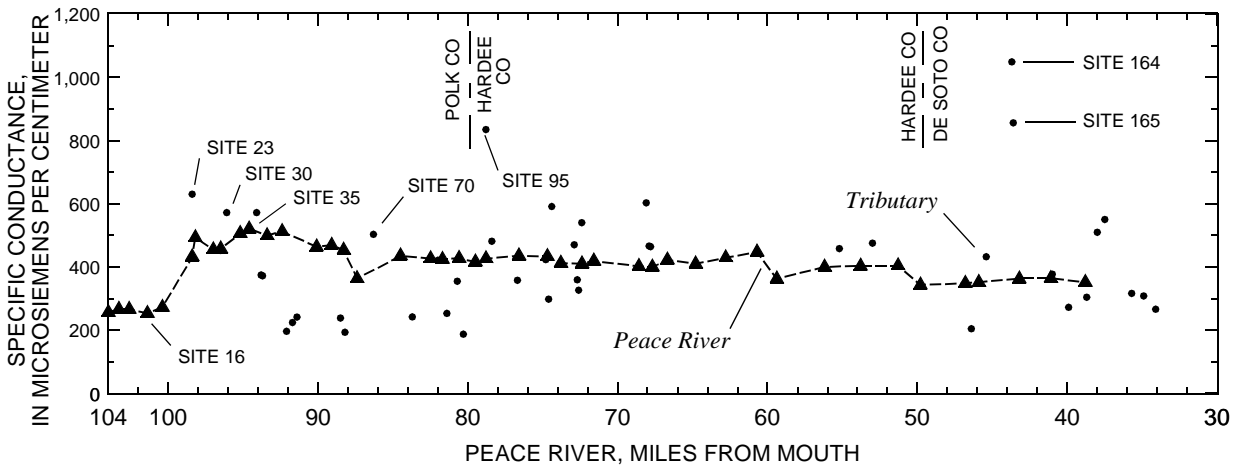 SPECIFIC CONDUCTANCE,
IN MICROSIEMENS PER CENTIMETER
1,200
1,000
800
600
400
200
0
POLK CO
HARDEE
CO
HARDEE CO
DE SOTO CO
SITE 164
SITE 165
SITE 23
SITE 30
SITE 35
SITE 70
SITE 95
Tributary
SITE 16
Peace River
104
100
90
80
70
60
50
40
30
PEACE RIVER, MILES FROM MOUTH